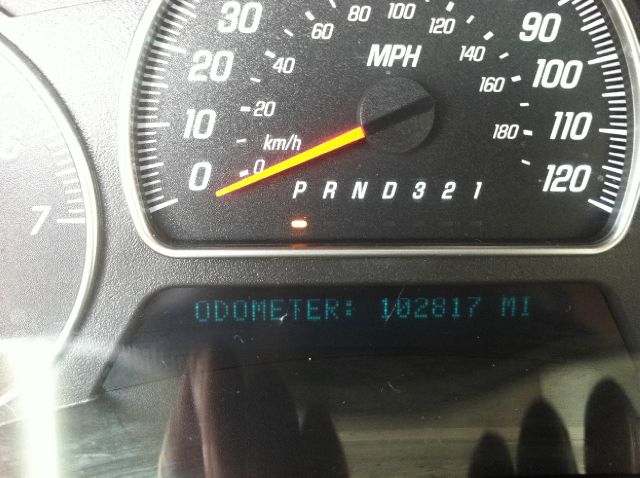 30 60 80 100 120 90
20 40 MPH 140 100
10 20 km/h 160 110
0 0 180 120
P R N D 3 2 1
7
ODOMETER: 102817 MI